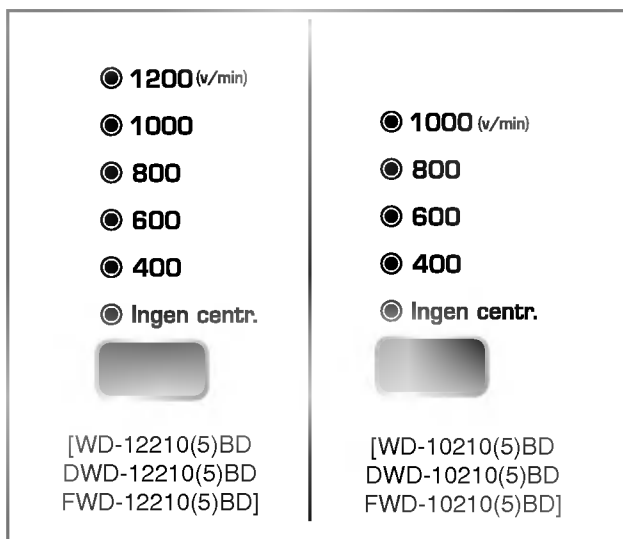 1200 (v/min)
1000
800
600
400
Ingen centr.
[WD-12210(5)BD
DWD-12210(5)BD
FWD-12210(5)BD]
1000 (v/min)
800
600
400
Ingen centr.
[WD-10210(5)BD
DWD-10210(5)BD
FWD-10210(5)BD]